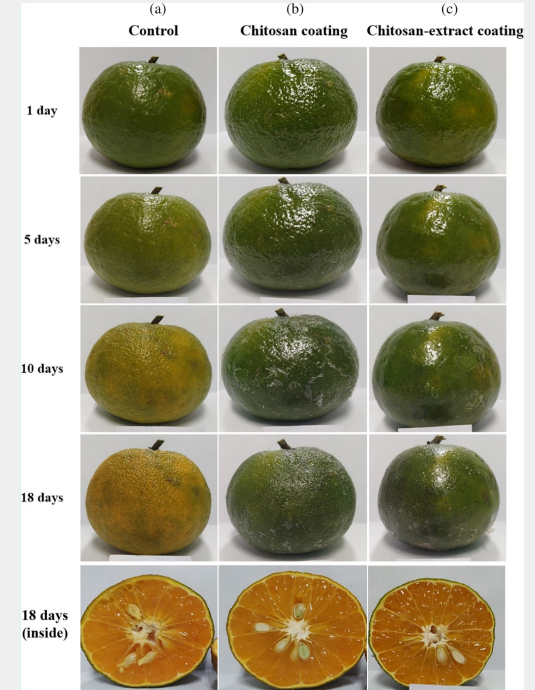 (a) (b) (c)
Control Chitosan coating Chitosan-extract coating
1 day
5 days
10 days
18 days
18 days
(inside)